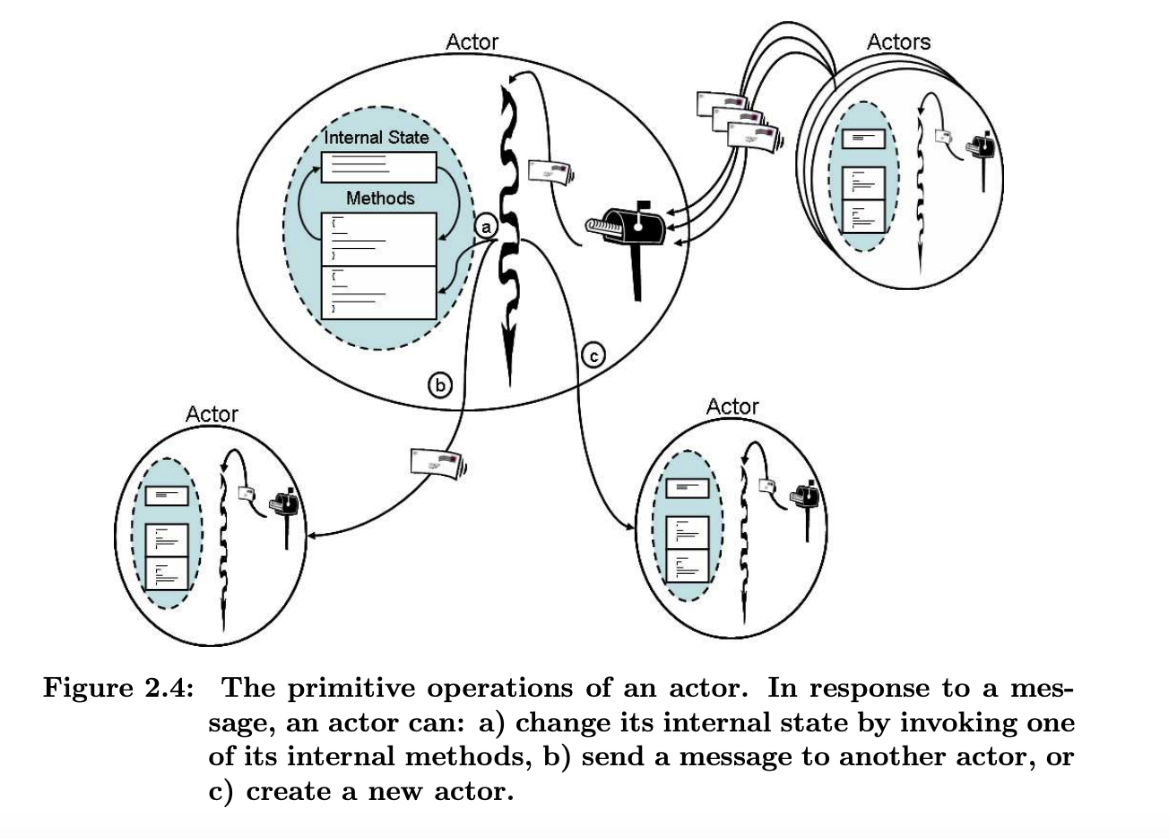 Actor
Actors
Internal State
Methods
a
c
b
Actor
Actor
Figure 2.4: The primitive operations of an actor. In response to a mes-
sage, an actor can: a) change its internal state by invoking one
of its internal methods, b) send a message to another actor, or
c) create a new actor.